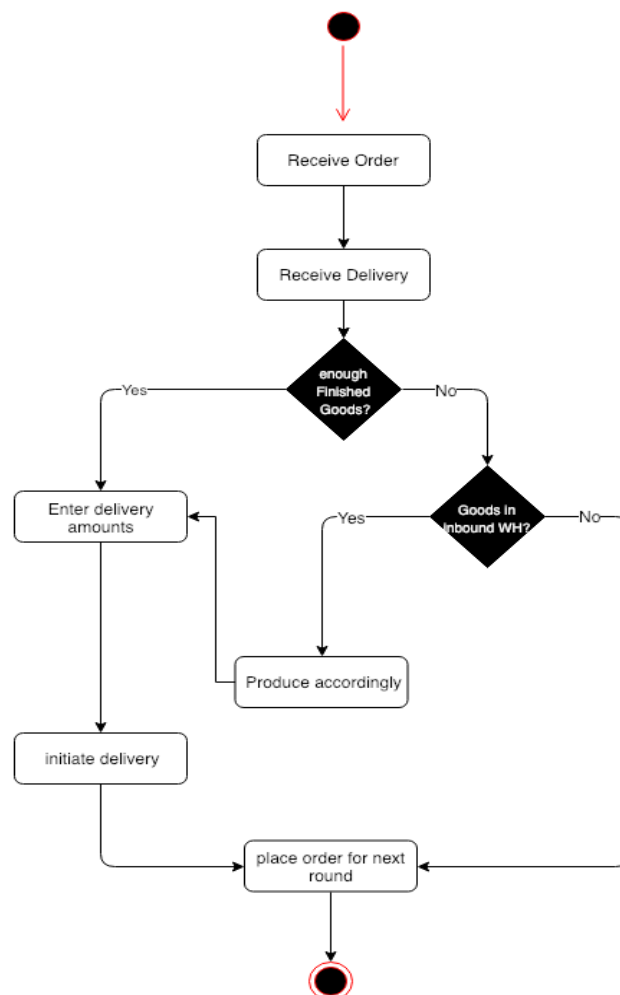 Receive Order
Receive Delivery
enough
Finished
Goods?
Yes
No
Enter delivery
amounts
Goods in
inbound WH?
Yes
No
Produce accordingly
initiate delivery
place order for next
round